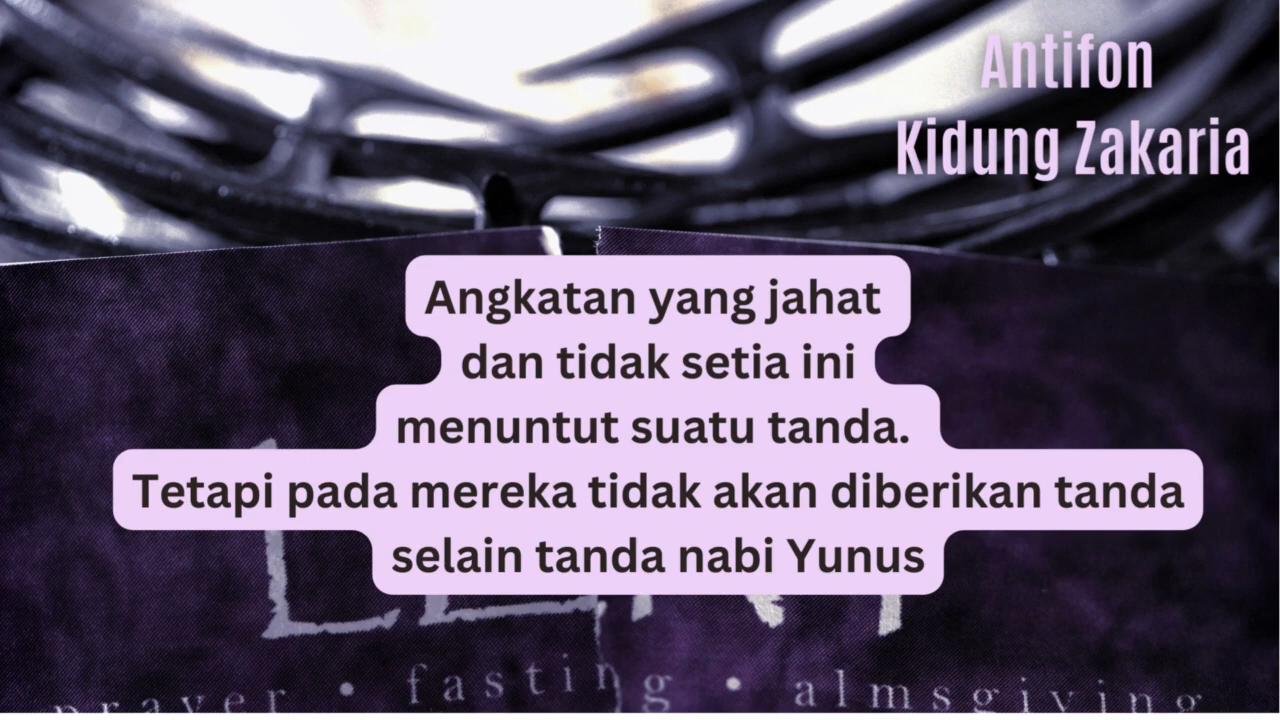 Antifon
Kidung Zakaria
Angkatan yang jahat
dan tidak setia ini
menuntut suatu tanda.
Tetapi pada mereka tidak akan diberikan tanda
selain tanda nabi Yunus
LENT
prayer • fasting • almsgiving